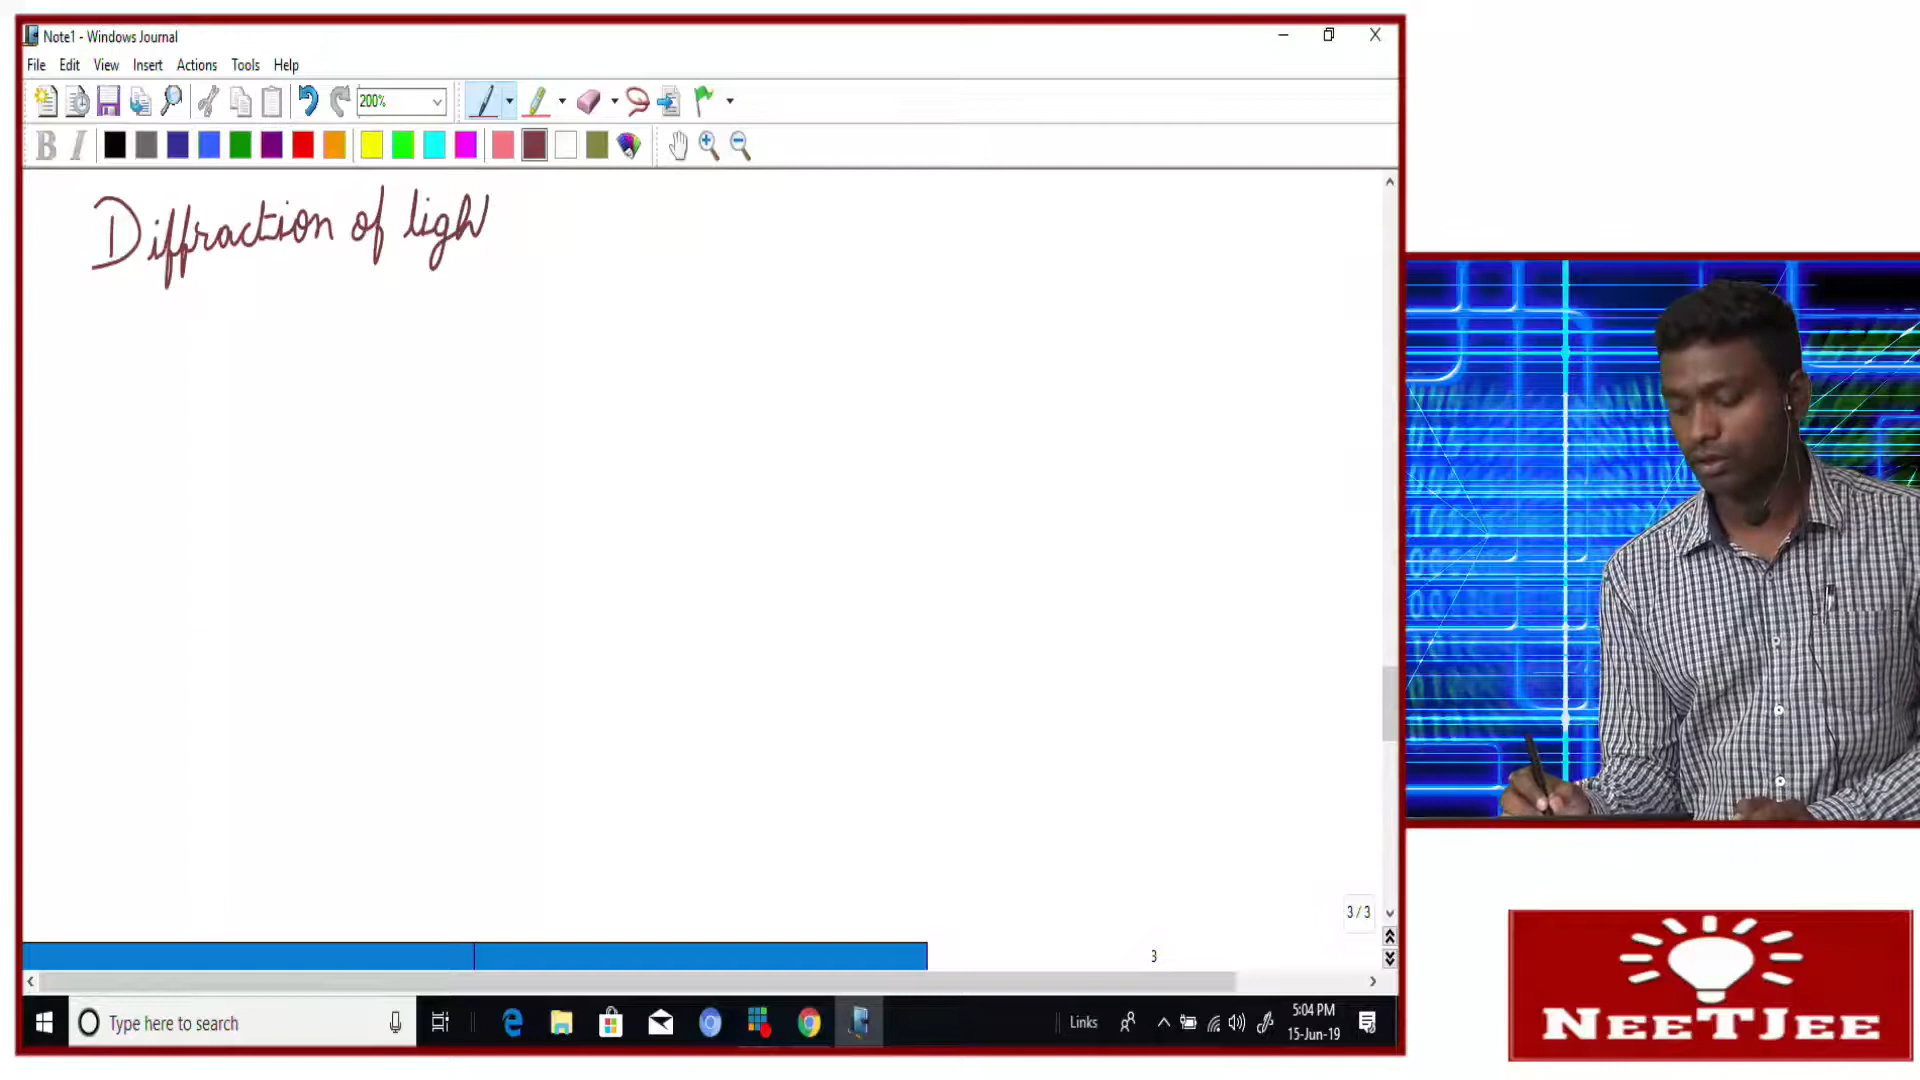 Note1 - Windows Journal
File Edit View Insert Actions Tools Help
200%
B I
Diffraction of ligh
3 / 3
3
Type here to search
Links
5:04 PM
15-Jun-19
NEETJEE